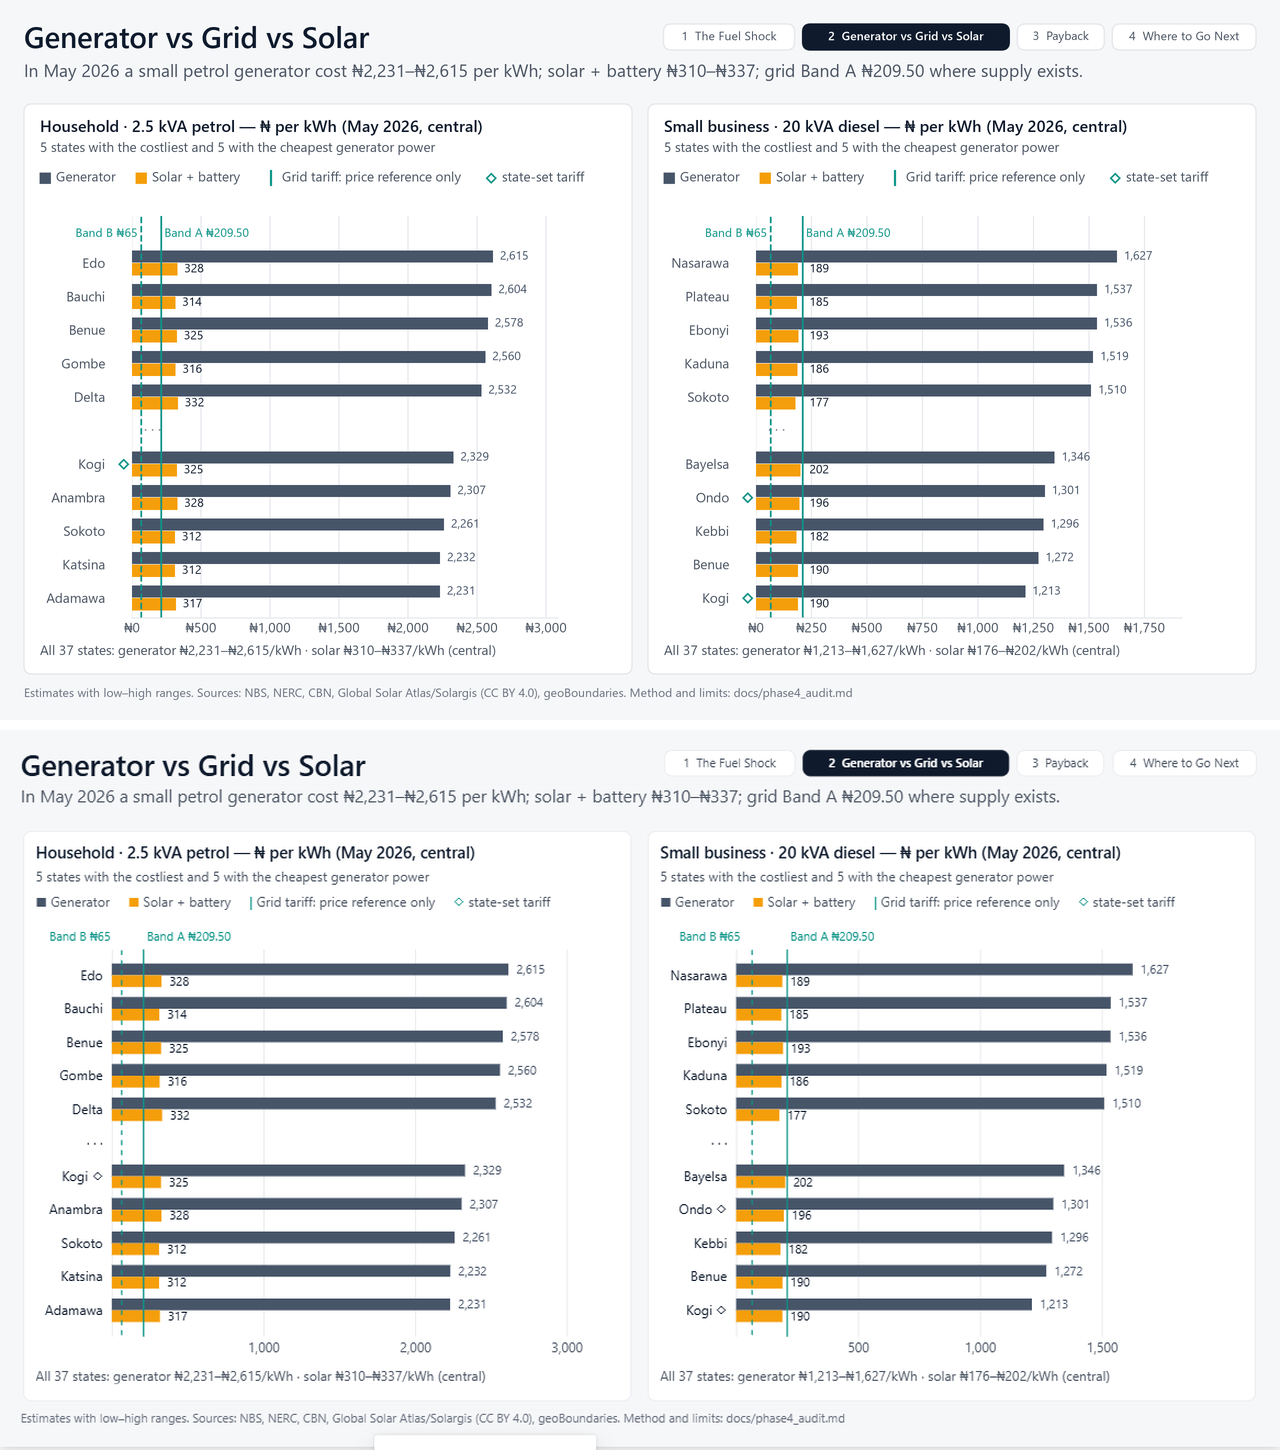 Generator vs Grid vs Solar
1 The Fuel Shock
2 Generator vs Grid vs Solar
3 Payback
4 Where to Go Next
In May 2026 a small petrol generator cost ₦2,231–₦2,615 per kWh; solar + battery ₦310–₦337; grid Band A ₦209.50 where supply exists.
Household · 2.5 kVA petrol — ₦ per kWh (May 2026, central)
5 states with the costliest and 5 with the cheapest generator power
Generator Solar + battery Grid tariff: price reference only state-set tariff
Band B ₦65 Band A ₦209.50
Edo 2,615 328
Bauchi 2,604 314
Benue 2,578 325
Gombe 2,560 316
Delta 2,532 332
...
Kogi 2,329 325
Anambra 2,307 328
Sokoto 2,261 312
Katsina 2,232 312
Adamawa 2,231 317
₦0 ₦500 ₦1,000 ₦1,500 ₦2,000 ₦2,500 ₦3,000
All 37 states: generator ₦2,231–₦2,615/kWh · solar ₦310–₦337/kWh (central)
Small business · 20 kVA diesel — ₦ per kWh (May 2026, central)
5 states with the costliest and 5 with the cheapest generator power
Generator Solar + battery Grid tariff: price reference only state-set tariff
Band B ₦65 Band A ₦209.50
Nasarawa 1,627 189
Plateau 1,537 185
Ebonyi 1,536 193
Kaduna 1,519 186
Sokoto 1,510 177
...
Bayelsa 1,346 202
Ondo 1,301 196
Kebbi 1,296 182
Benue 1,272 190
Kogi 1,213 190
₦0 ₦250 ₦500 ₦750 ₦1,000 ₦1,250 ₦1,500 ₦1,750
All 37 states: generator ₦1,213–₦1,627/kWh · solar ₦176–₦202/kWh (central)
Estimates with low–high ranges. Sources: NBS, NERC, CBN, Global Solar Atlas/Solargis (CC BY 4.0), geoBoundaries. Method and limits: docs/phase4_audit.md
Generator vs Grid vs Solar
1 The Fuel Shock
2 Generator vs Grid vs Solar
3 Payback
4 Where to Go Next
In May 2026 a small petrol generator cost ₦2,231–₦2,615 per kWh; solar + battery ₦310–₦337; grid Band A ₦209.50 where supply exists.
Household · 2.5 kVA petrol — ₦ per kWh (May 2026, central)
5 states with the costliest and 5 with the cheapest generator power
Generator Solar + battery Grid tariff: price reference only state-set tariff
Band B ₦65 Band A ₦209.50
Edo 2,615 328
Bauchi 2,604 314
Benue 2,578 325
Gombe 2,560 316
Delta 2,532 332
...
Kogi ◇ 2,329 325
Anambra 2,307 328
Sokoto 2,261 312
Katsina 2,232 312
Adamawa 2,231 317
1,000 2,000 3,000
All 37 states: generator ₦2,231–₦2,615/kWh · solar ₦310–₦337/kWh (central)
Small business · 20 kVA diesel — ₦ per kWh (May 2026, central)
5 states with the costliest and 5 with the cheapest generator power
Generator Solar + battery Grid tariff: price reference only state-set tariff
Band B ₦65 Band A ₦209.50
Nasarawa 1,627 189
Plateau 1,537 185
Ebonyi 1,536 193
Kaduna 1,519 186
Sokoto 1,510 177
...
Bayelsa 1,346 202
Ondo ◇ 1,301 196
Kebbi 1,296 182
Benue 1,272 190
Kogi ◇ 1,213 190
500 1,000 1,500
All 37 states: generator ₦1,213–₦1,627/kWh · solar ₦176–₦202/kWh (central)
Estimates with low–high ranges. Sources: NBS, NERC, CBN, Global Solar Atlas/Solargis (CC BY 4.0), geoBoundaries. Method and limits: docs/phase4_audit.md